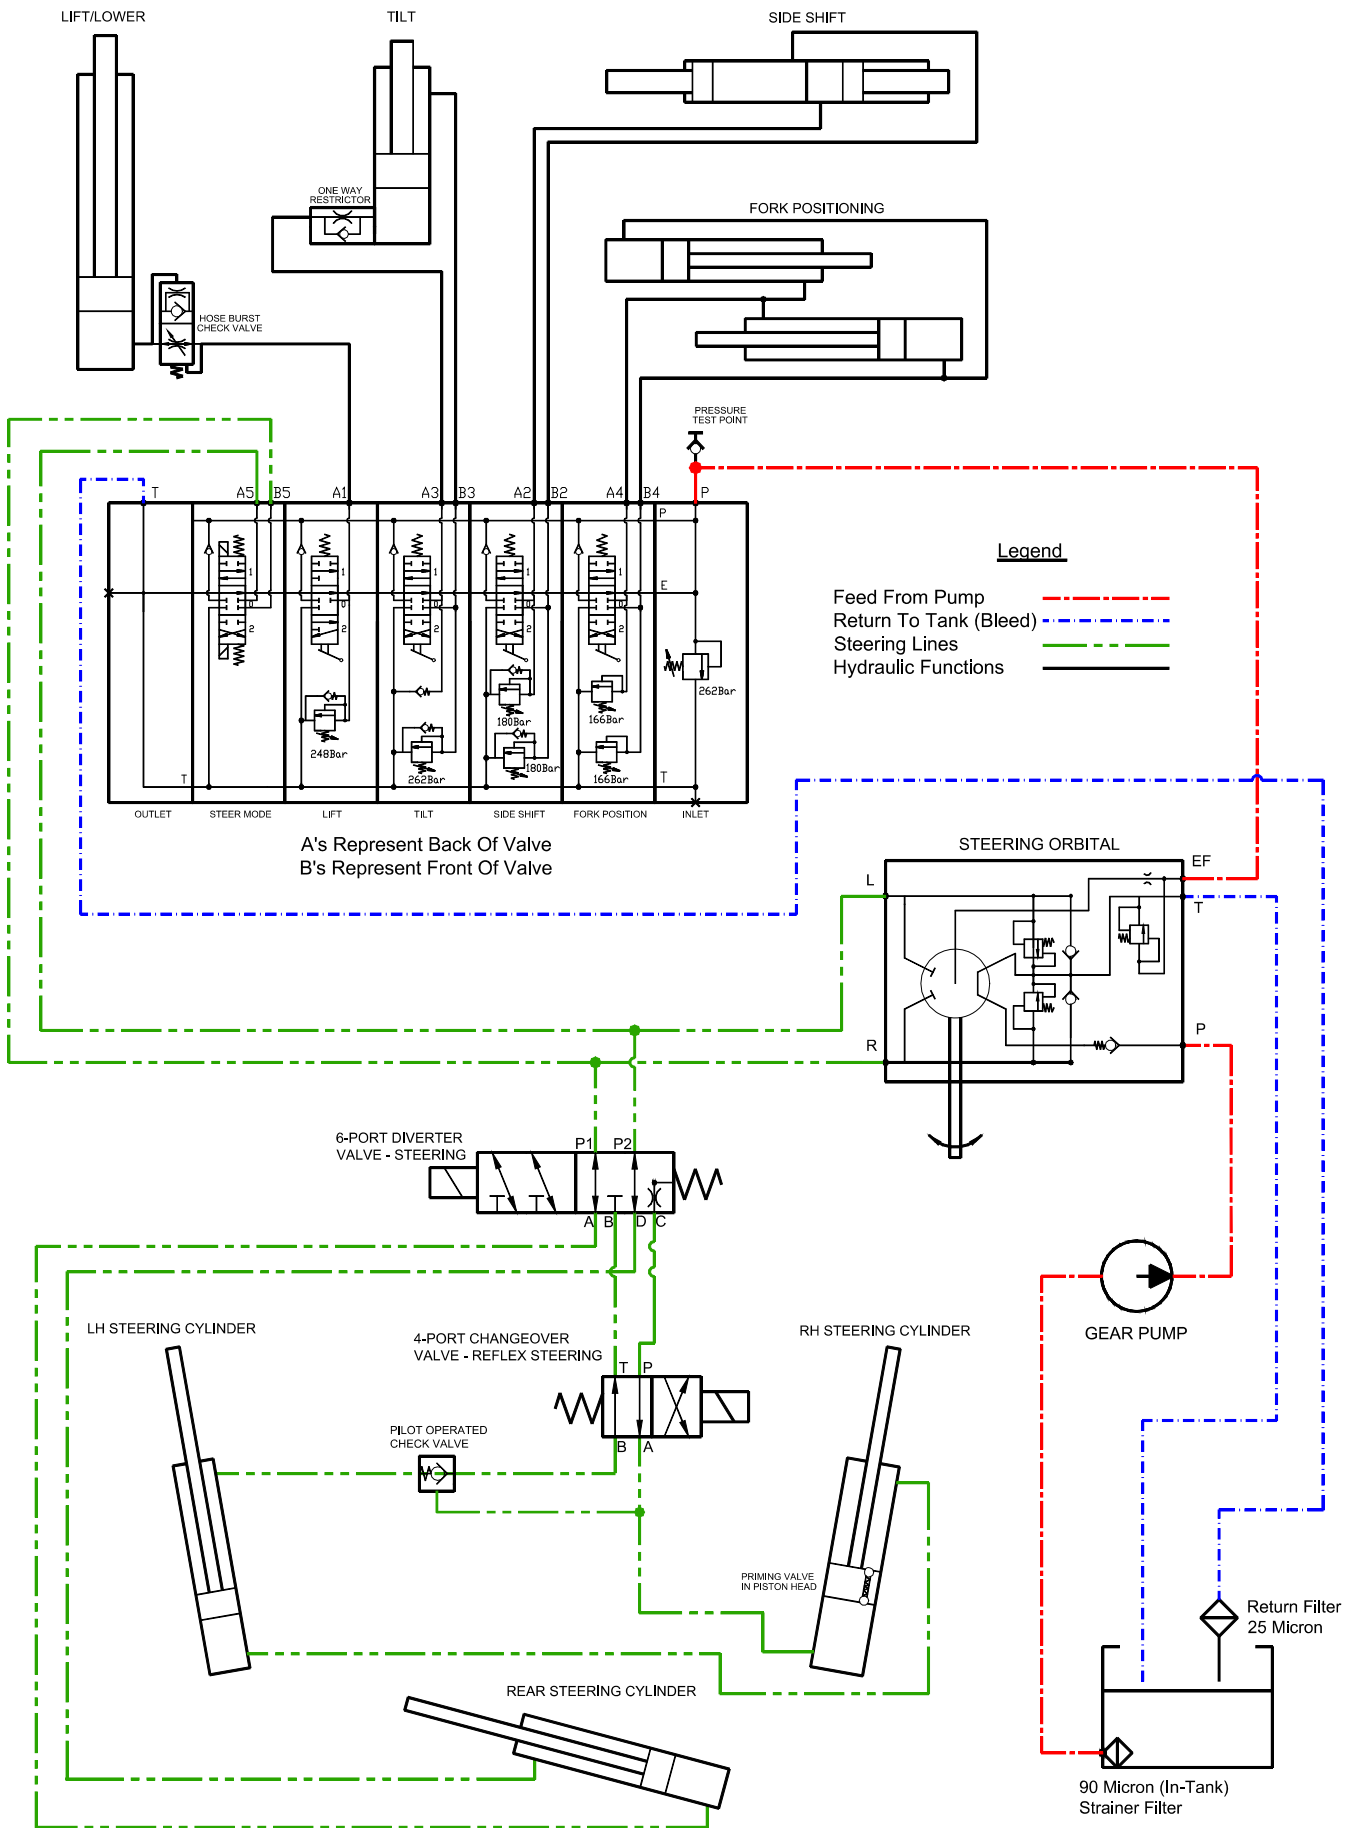 LIFT/LOWER
TILT
SIDE SHIFT
ONE WAY
RESTRICTOR
FORK POSITIONING
HOSE BURST
CHECK VALVE
PRESSURE
TEST POINT
T
A5
B5
A1
A3
B3
A2
B2
A4
B4
P
P
E
T
T
1
0
2
1
0
2
1
0
2
1
0
2
1
0
2
248Bar
262Bar
180Bar
180Bar
166Bar
166Bar
262Bar
OUTLET
STEER MODE
LIFT
TILT
SIDE SHIFT
FORK POSITION
INLET
A's Represent Back Of Valve
B's Represent Front Of Valve
Legend
Feed From Pump
Return To Tank (Bleed)
Steering Lines
Hydraulic Functions
STEERING ORBITAL
L
R
EF
T
P
6-PORT DIVERTER
VALVE - STEERING
P1
P2
A
B
D
C
GEAR PUMP
LH STEERING CYLINDER
4-PORT CHANGEOVER
VALVE - REFLEX STEERING
T
P
B
A
RH STEERING CYLINDER
PILOT OPERATED
CHECK VALVE
PRIMING VALVE
IN PISTON HEAD
REAR STEERING CYLINDER
Return Filter
25 Micron
90 Micron (In-Tank)
Strainer Filter